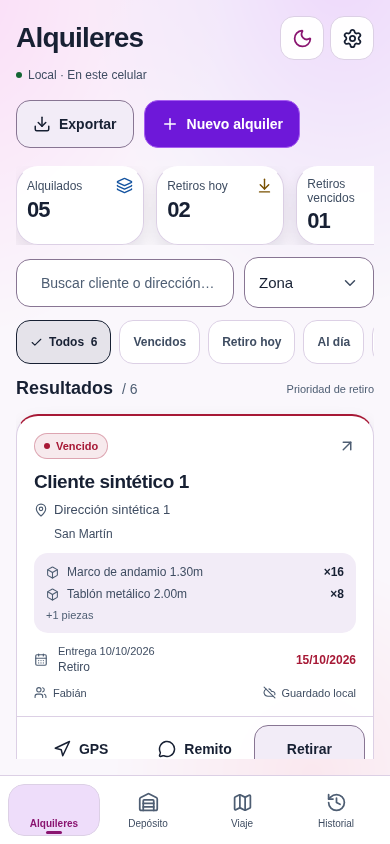 Alquileres
Local · En este celular
Exportar
Nuevo alquiler
Alquilados
05
Retiros hoy
02
Retiros
vencidos
01
Buscar cliente o dirección…
Zona
Todos 6
Vencidos
Retiro hoy
Al día
Resultados / 6
Prioridad de retiro
Vencido
Cliente sintético 1
Dirección sintética 1
San Martín
Marco de andamio 1.30m ×16
Tablón metálico 2.00m ×8
+1 piezas
Entrega 10/10/2026
Retiro 15/10/2026
Fabián
Guardado local
GPS
Remito
Retirar
Alquileres
Depósito
Viaje
Historial